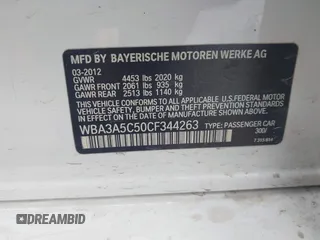 MFD BY BAYERISCHE MOTOREN WERKE AG
03-2012
GVWR 4453 lbs 2020 kg
GAWR FRONT 2061 lbs 935 kg
GAWR REAR 2513 lbs 1140 kg
THIS VEHICLE CONFORMS TO ALL APPLICABLE U.S. FEDERAL MOTOR VEHICLE SAFETY, BUMPER, AND THEFT PREVENTION STANDARDS IN EFFECT ON THE DATE OF MANUFACTURE SHOWN ABOVE.
WBA3A5C50CF344263 TYPE: PASSENGER CAR
DREAMBID